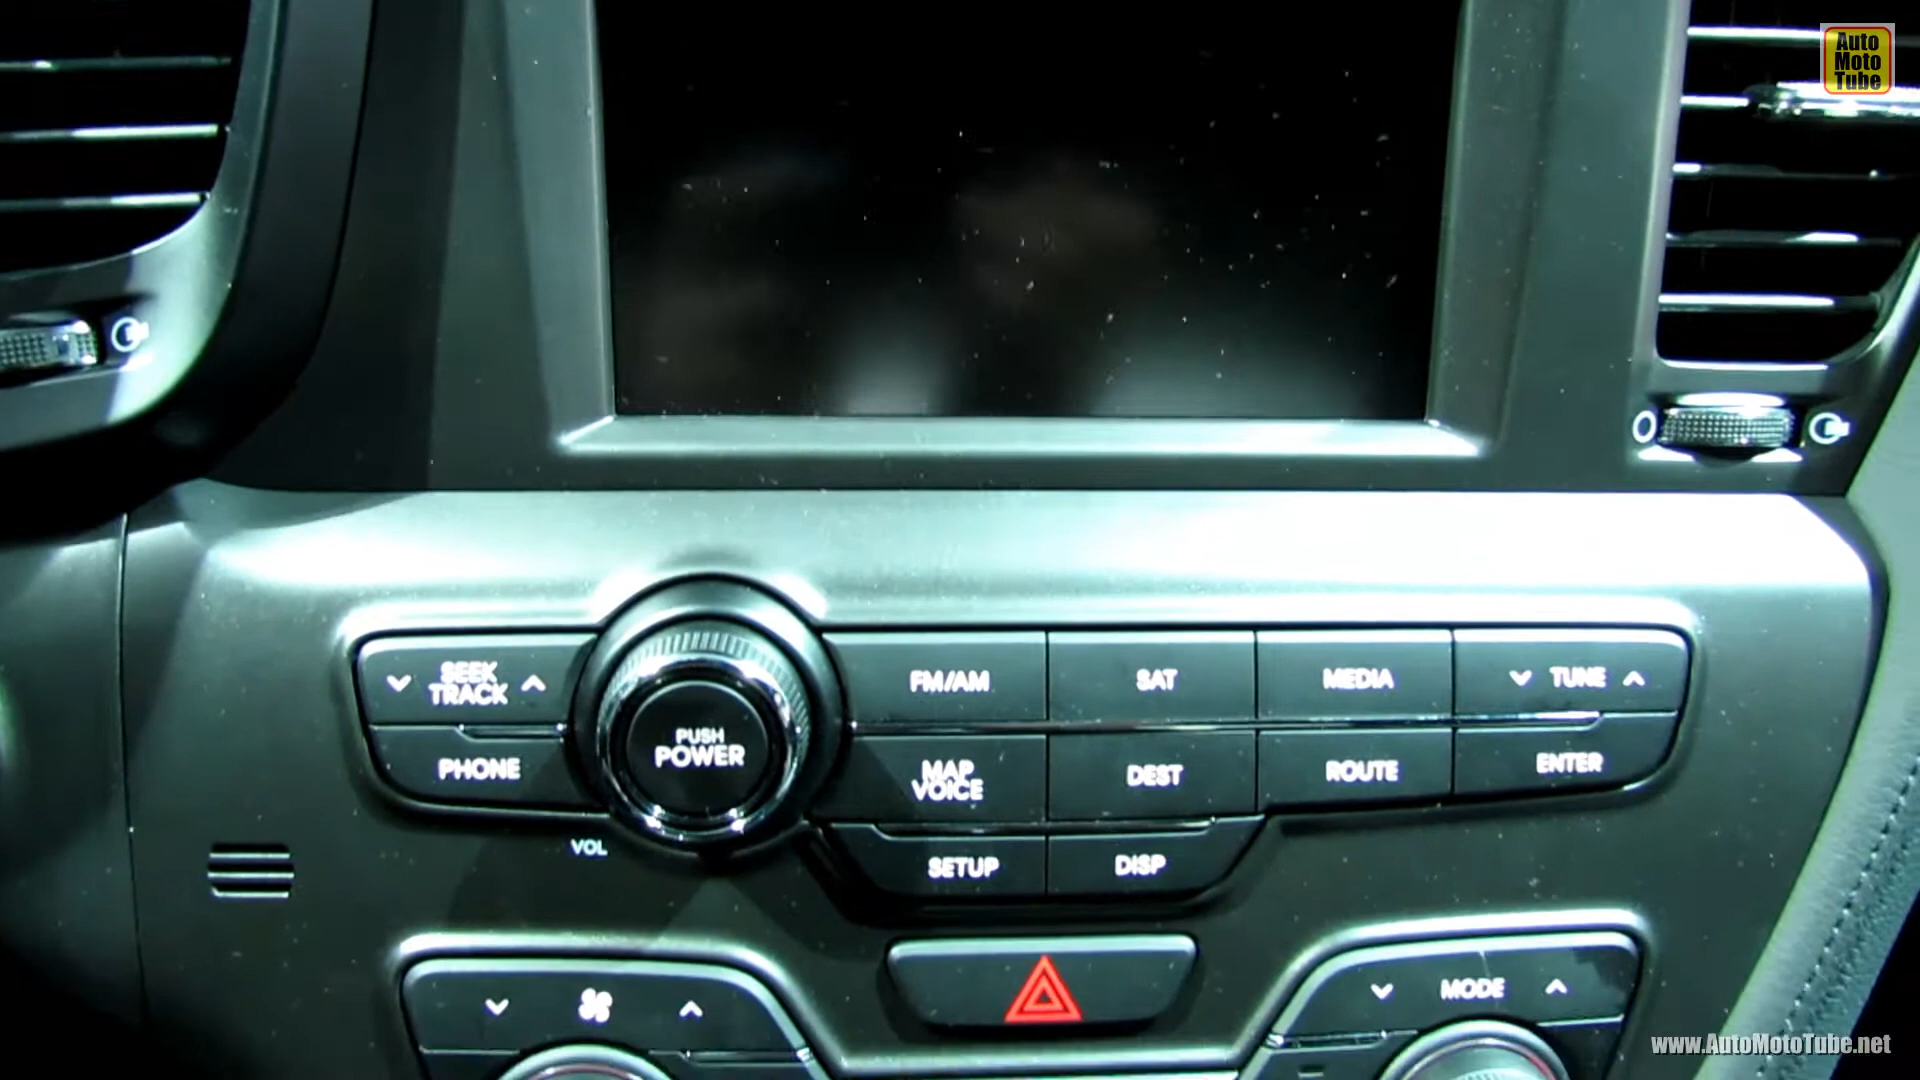 Auto
Moto
Tube
SEEK
TRACK
FM/AM
SAT
MEDIA
TUNE
PUSH
POWER
PHONE
MAP
VOICE
DEST
ROUTE
ENTER
VOL
SETUP
DISP
MODE
www.AutoMotoTube.net